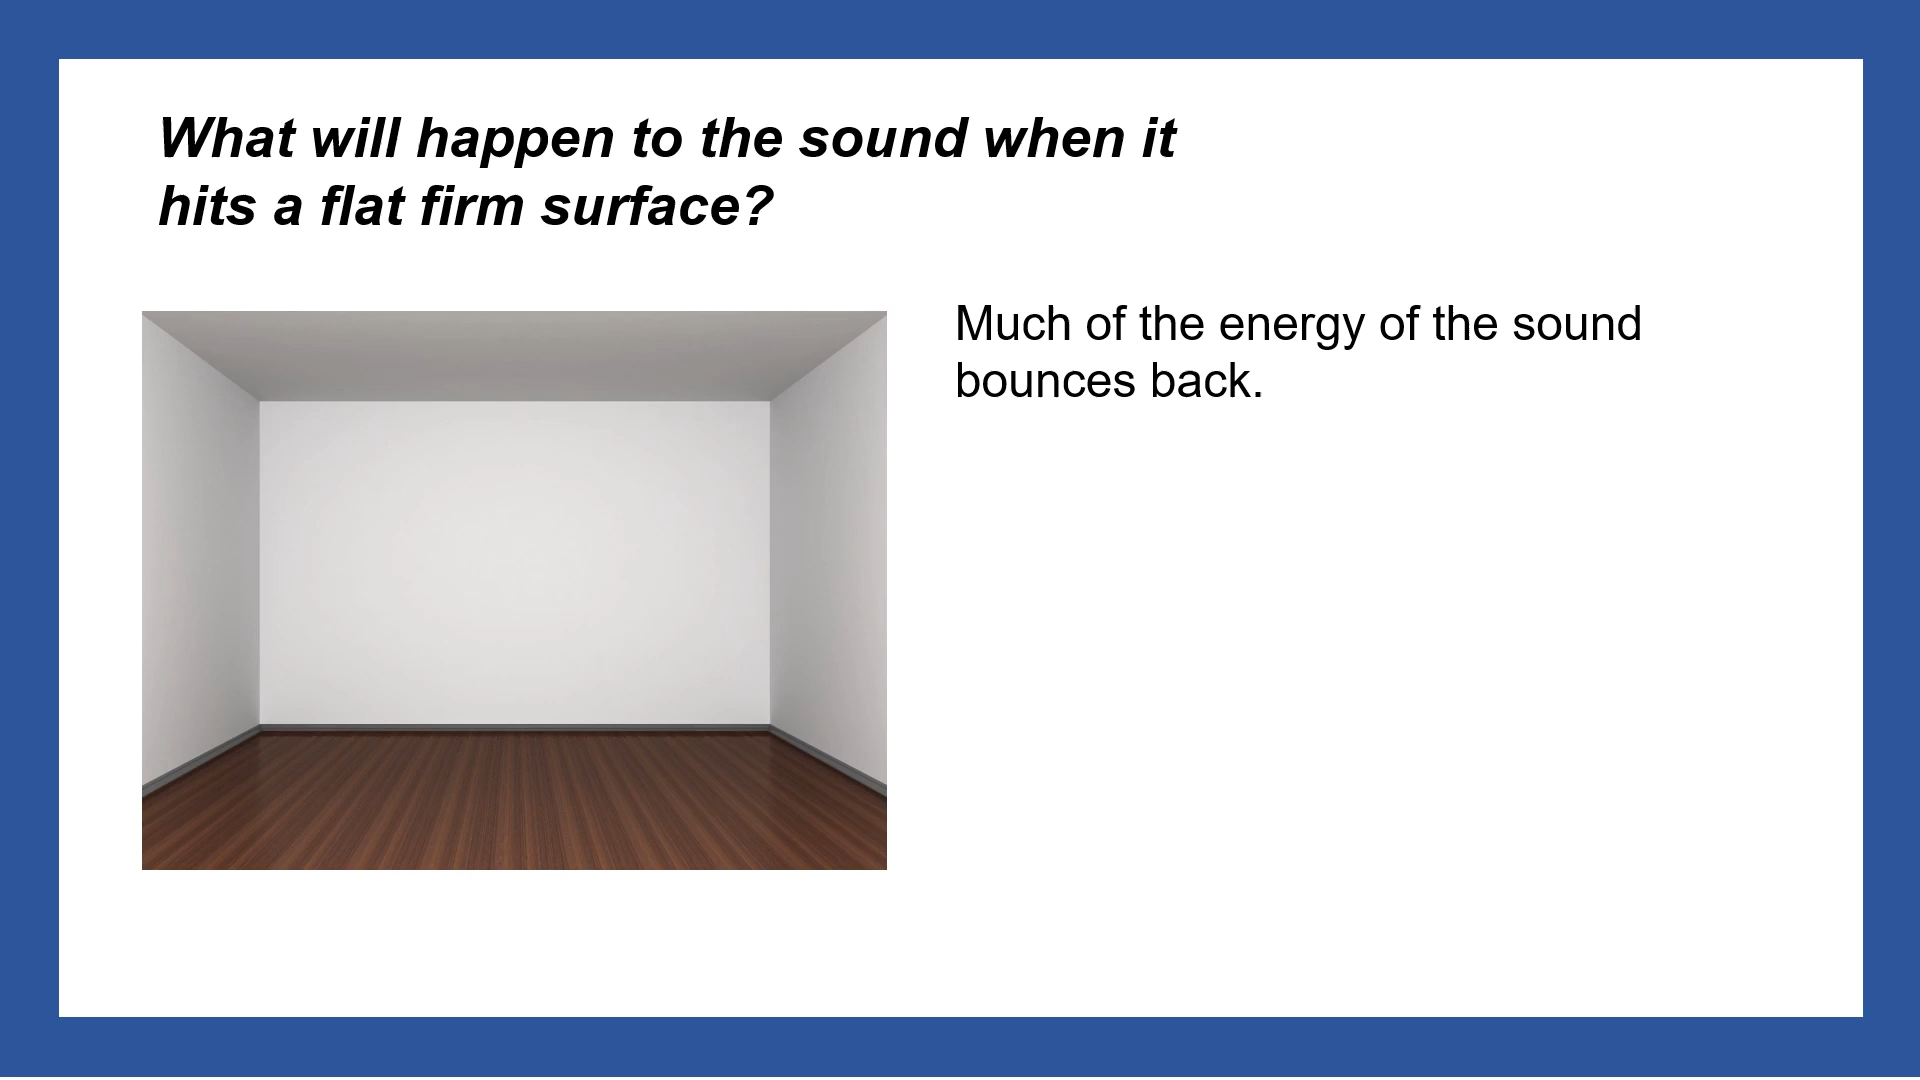 What will happen to the sound when it
hits a flat firm surface?
Much of the energy of the sound
bounces back.